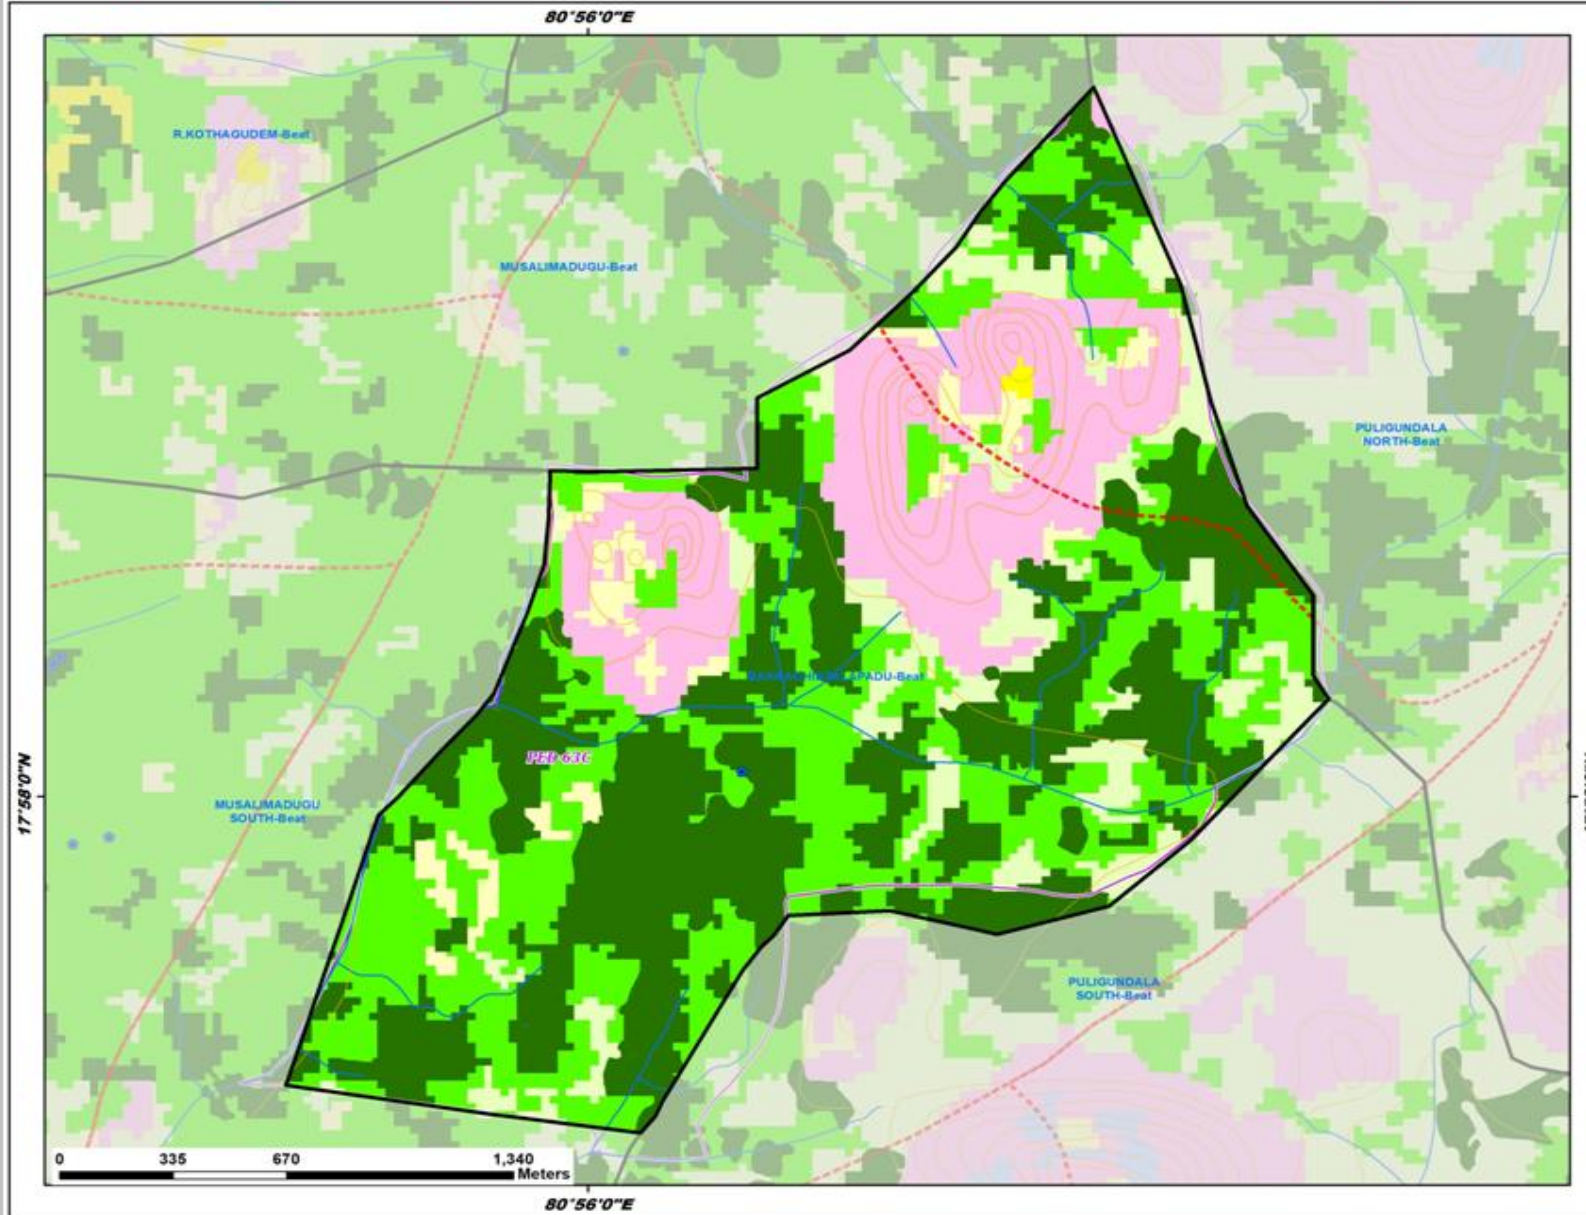 80°56'0"E
R.KOTHAGUDEM-Beat
MUSALIMADUGU-Beat
PULIGUNDALA
NORTH-Beat
PED-63C
17°58'0"N
MUSALIMADUGU
SOUTH-Beat
PULIGUNDALA
SOUTH-Beat
0 335 670 1,340
Meters
80°56'0"E